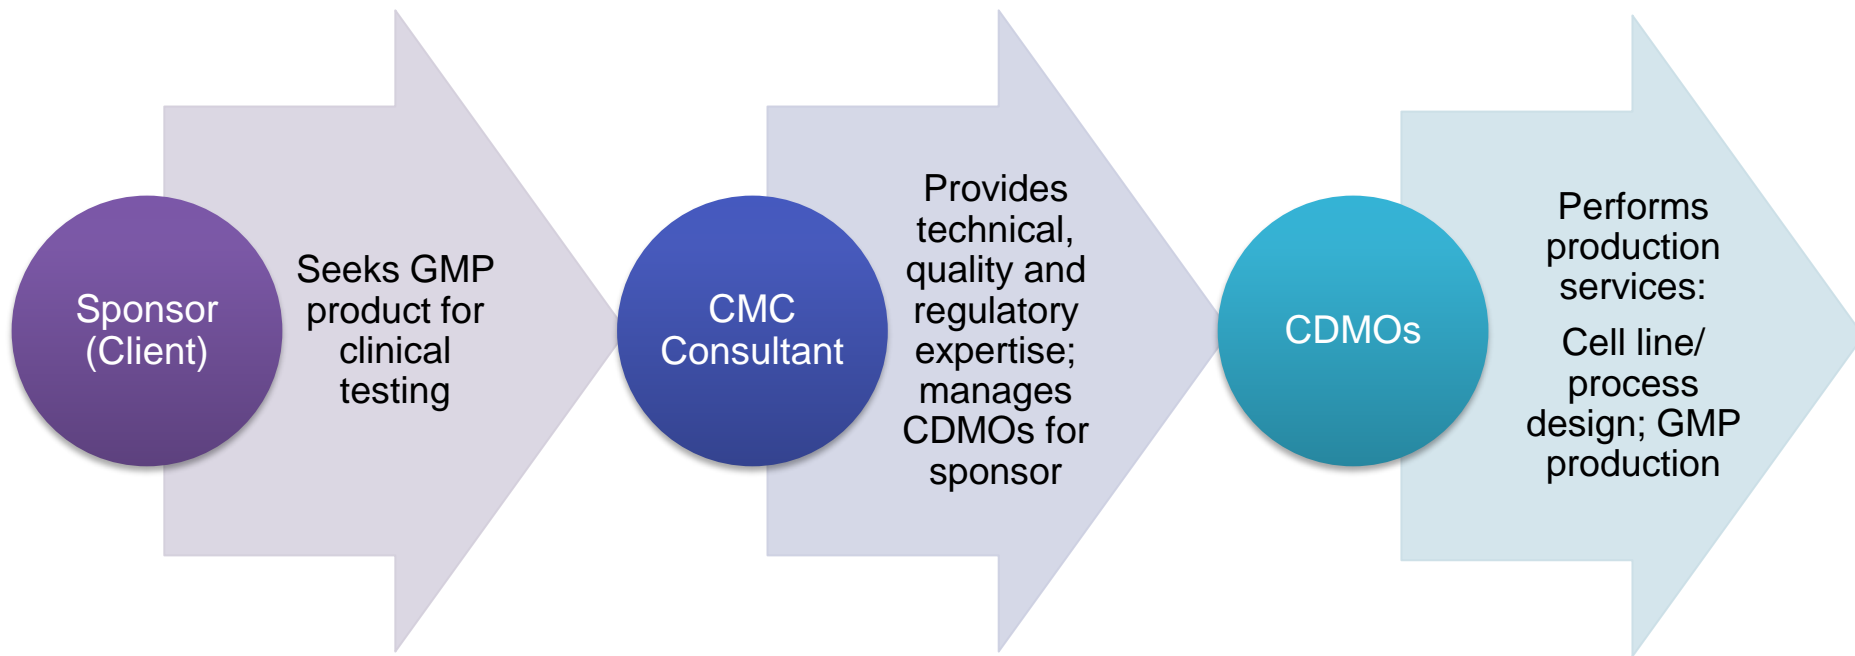 Sponsor
(Client)
Seeks GMP
product for
clinical
testing
CMC
Consultant
Provides
technical,
quality and
regulatory
expertise;
manages
CDMOs for
sponsor
CDMOs
Performs
production
services:
Cell line/
process
design; GMP
production